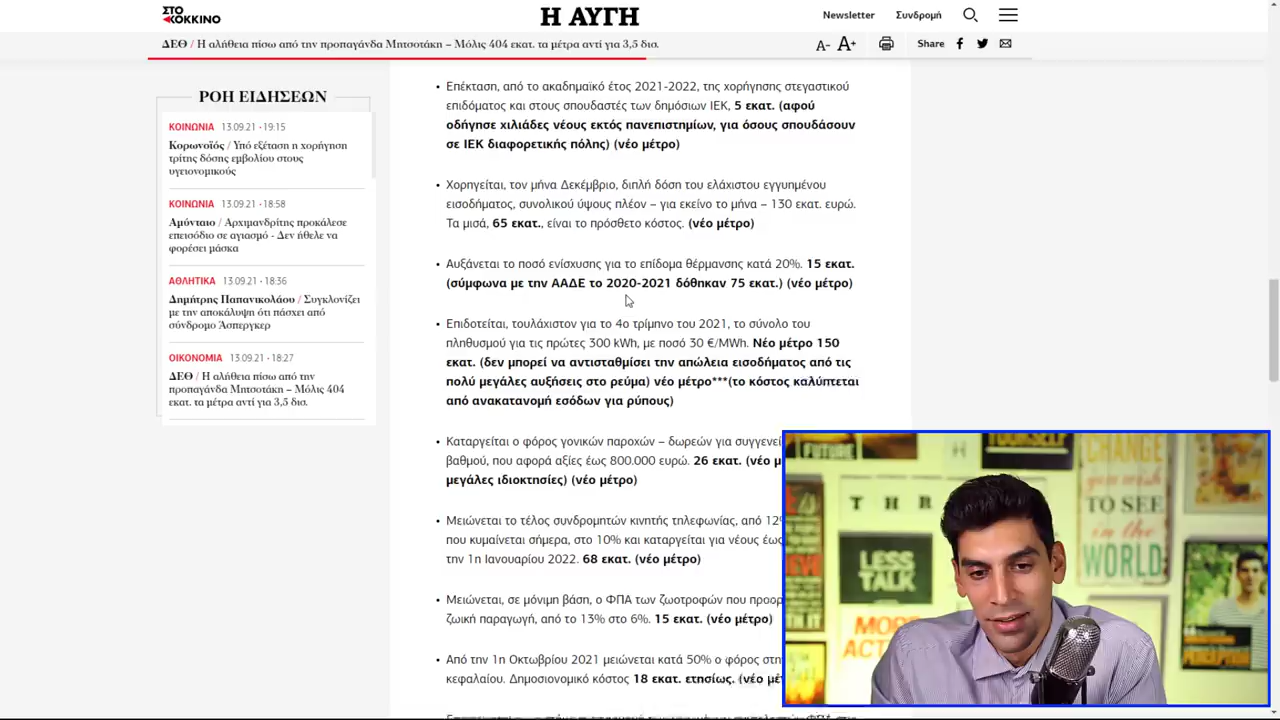 ΣΤΟ
ΚΟΚΚΙΝΟ
Η ΑΥΓΗ
Newsletter
Συνδρομή
ΔΕΘ / Η αλήθεια πίσω από την προπαγάνδα Μητσοτάκη – Μόλις 404 εκατ. τα μέτρα αντί για 3,5 δισ.
A- A+
Share
ΡΟΗ ΕΙΔΗΣΕΩΝ
ΚΟΙΝΩΝΙΑ 13.09.21 • 19:15
Κορωνοϊός / Υπό εξέταση η χορήγηση
τρίτης δόσης εμβολίου στους
υγειονομικούς
ΚΟΙΝΩΝΙΑ 13.09.21 • 18:58
Αμύνταιο / Αρχιμανδρίτης προκάλεσε
επεισόδιο σε αγιασμό - Δεν ήθελε να
φορέσει μάσκα
ΑΘΛΗΤΙΚΑ 13.09.21 • 18:36
Δημήτρης Παπανικολάου / Συγκλονίζει
με την αποκάλυψη ότι πάσχει από
σύνδρομο Άσπεργκερ
ΟΙΚΟΝΟΜΙΑ 13.09.21 • 18:27
ΔΕΘ / Η αλήθεια πίσω από την
προπαγάνδα Μητσοτάκη – Μόλις 404
εκατ. τα μέτρα αντί για 3,5 δισ.
• Επέκταση, από το ακαδημαϊκό έτος 2021-2022, της χορήγησης στεγαστικού
επιδόματος και στους σπουδαστές των δημόσιων ΙΕΚ, 5 εκατ. (αφού
οδήγησε χιλιάδες νέους εκτός πανεπιστημίων, για όσους σπουδάσουν
σε ΙΕΚ διαφορετικής πόλης) (νέο μέτρο)
• Χορηγείται, τον μήνα Δεκέμβριο, διπλή δόση του ελάχιστου εγγυημένου
εισοδήματος, συνολικού ύψους πλέον – για εκείνο το μήνα – 130 εκατ. ευρώ.
Τα μισά, 65 εκατ., είναι το πρόσθετο κόστος. (νέο μέτρο)
• Αυξάνεται το ποσό ενίσχυσης για το επίδομα θέρμανσης κατά 20%. 15 εκατ.
(σύμφωνα με την ΑΑΔΕ το 2020-2021 δόθηκαν 75 εκατ.) (νέο μέτρο)
• Επιδοτείται, τουλάχιστον για το 4ο τρίμηνο του 2021, το σύνολο του
πληθυσμού για τις πρώτες 300 kWh, με ποσό 30 €/MWh. Νέο μέτρο 150
εκατ. (δεν μπορεί να αντισταθμίσει την απώλεια εισοδήματος από τις
πολύ μεγάλες αυξήσεις στο ρεύμα) νέο μέτρο***(το κόστος καλύπτεται
από ανακατανομή εσόδων για ρύπους)
• Καταργείται ο φόρος γονικών παροχών – δωρεών για συγγενεί
βαθμού, που αφορά αξίες έως 800.000 ευρώ. 26 εκατ. (νέο μ
μεγάλες ιδιοκτησίες) (νέο μέτρο)
• Μειώνεται το τέλος συνδρομητών κινητής τηλεφωνίας, από 12%
που κυμαίνεται σήμερα, στο 10% και καταργείται για νέους έως
την 1η Ιανουαρίου 2022. 68 εκατ. (νέο μέτρο)
• Μειώνεται, σε μόνιμη βάση, ο ΦΠΑ των ζωοτροφών που προορ
ζωική παραγωγή, από το 13% στο 6%. 15 εκατ. (νέο μέτρο)
• Από την 1η Οκτωβρίου 2021 μειώνεται κατά 50% ο φόρος στη
κεφαλαίου. Δημοσιονομικό κόστος 18 εκατ. ετησίως. (νέο μέτ
FUTURE
YOURSELF
CHANGE
TO SEE
in the
WORLD
THR
LESS
TALK
MORE